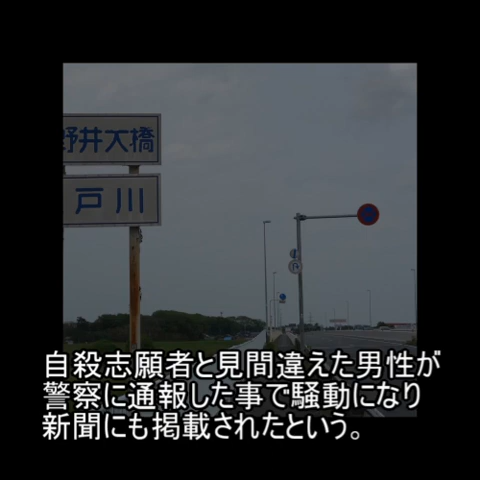 野井大橋
戸川
自殺志願者と見間違えた男性が
警察に通報した事で騒動になり
新聞にも掲載されたという。